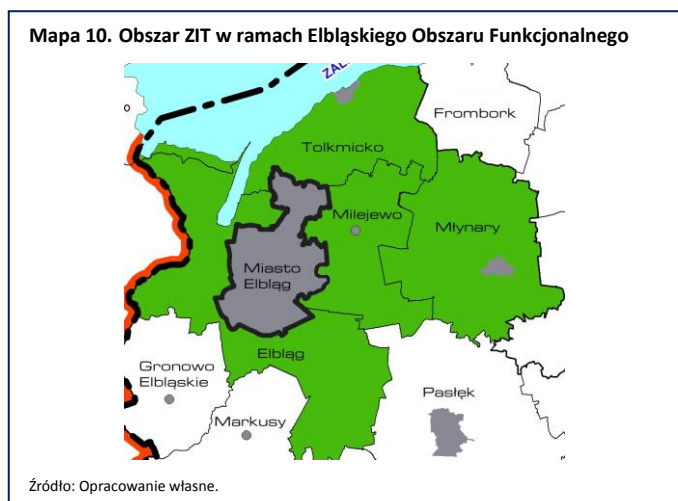 Mapa 10. Obszar ZIT w ramach Elbląskiego Obszaru Funkcjonalnego
ZAL
Frombork
Tolkmicko
Milejewo
Młynary
Miasto
Elbląg
Elbląg
Gronowo
Elbląskie
Pasłęk
Markusy
Źródło: Opracowanie własne.